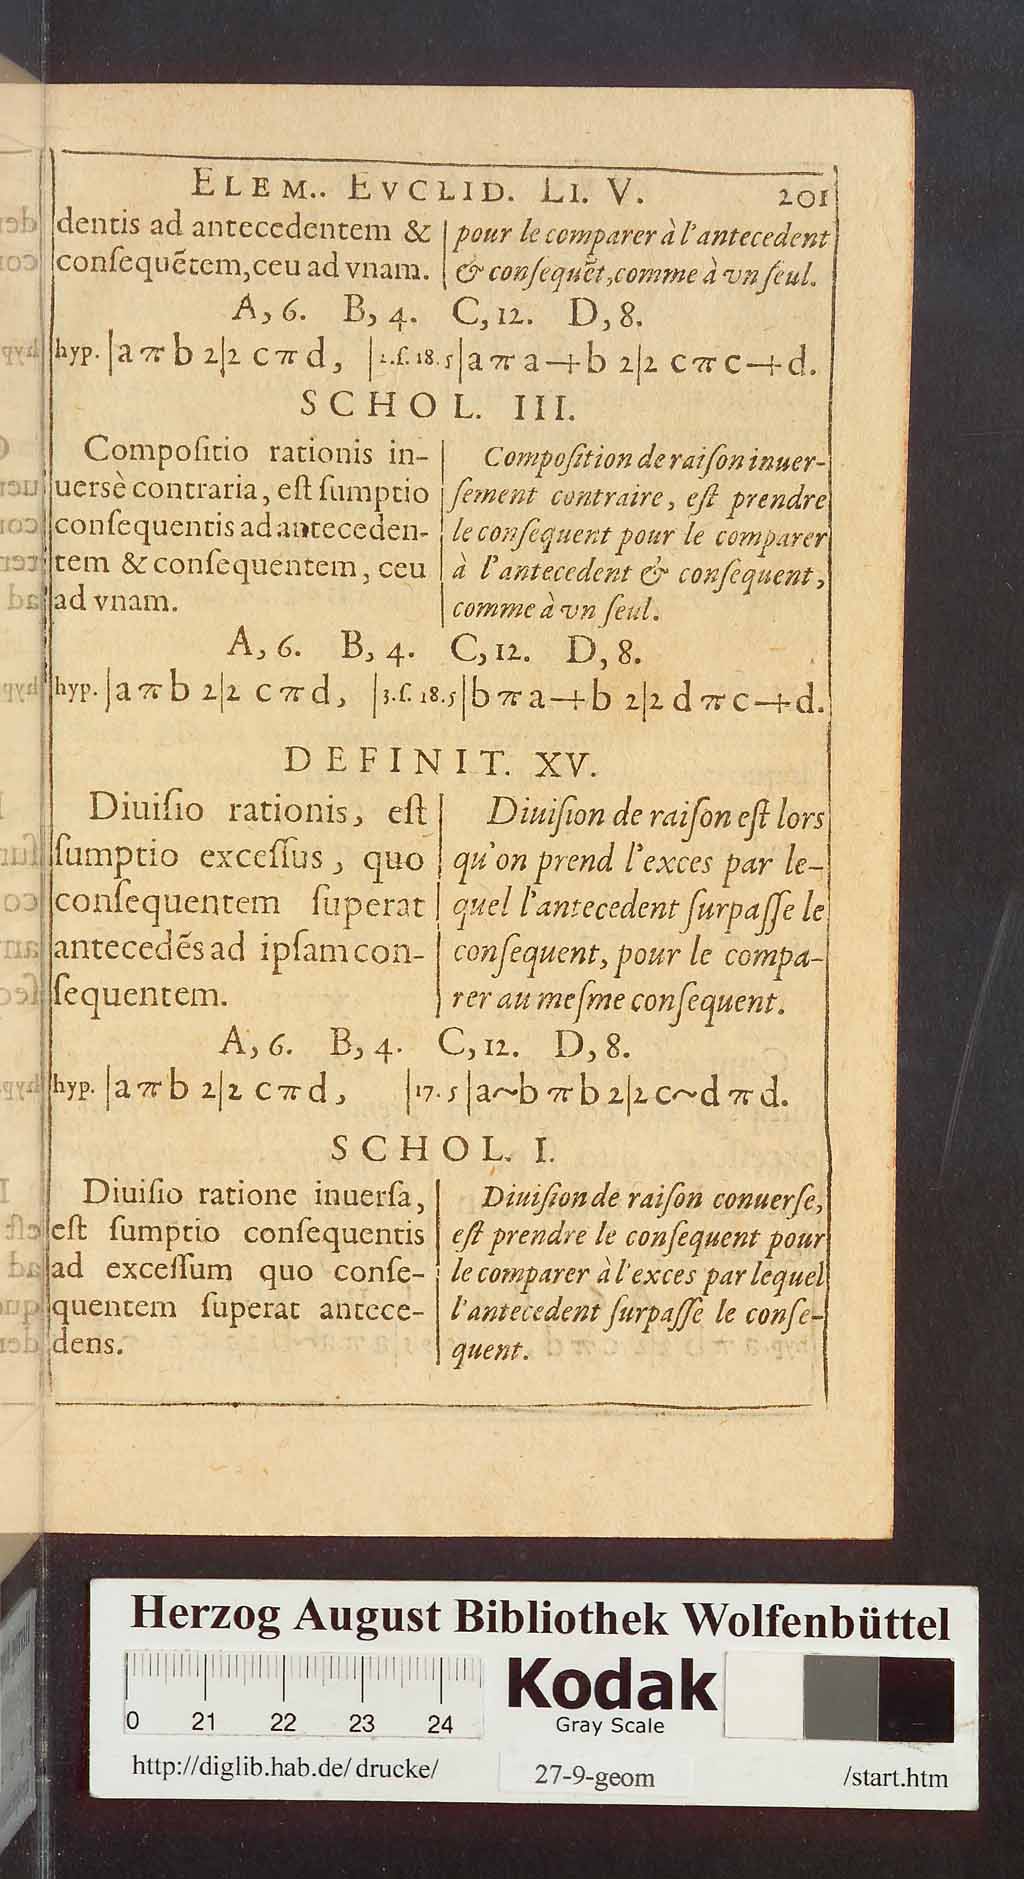 ELEM.. EVCLID. LI. V. 201
dentis ad antecedentem &
conſequẽtem, ceu ad vnam.
pour le comparer à l'antecedent
& conſequẽt, comme à vn ſeul.
A, 6. B, 4. C, 12. D, 8.
hyp. |a π b 2|2 c π d, |2.ſ. 18. 5|a π a+b 2|2 c π c+d.
SCHOL. III.
Compoſitio rationis in-
uersè contraria, eſt ſumptio
conſequentis ad anteceden-
tem & conſequentem, ceu
ad vnam.
Compoſition de raiſon inuer-
ſement contraire, eſt prendre
le conſequent pour le comparer
à l'antecedent & conſequent,
comme à vn ſeul.
A, 6. B, 4. C, 12. D, 8.
hyp. |a π b 2|2 c π d, |3.ſ. 18. 5|b π a+b 2|2 d π c+d.
DEFINIT. XV.
Diuiſio rationis, eſt
ſumptio exceſſus, quo
conſequentem ſuperat
antecedẽs ad ipſam con-
ſequentem.
Diuiſion de raiſon eſt lors
qu'on prend l'exces par le-
quel l'antecedent ſurpaſſe le
conſequent, pour le compa-
rer au meſme conſequent.
A, 6. B, 4. C, 12. D, 8.
hyp. |a π b 2|2 c π d, |17. 5|a~b π b 2|2 c~d π d.
SCHOL. I.
Diuiſio ratione inuerſa,
eſt ſumptio conſequentis
ad exceſſum quo conſe-
quentem ſuperat antece-
dens.
Diuiſion de raiſon conuerſe,
eſt prendre le conſequent pour
le comparer à l'exces par lequel
l'antecedent ſurpaſſe le conſe-
quent.
Herzog August Bibliothek Wolfenbüttel
0 21 22 23 24
Kodak
Gray Scale
http://diglib.hab.de/drucke/ 27-9-geom /start.htm